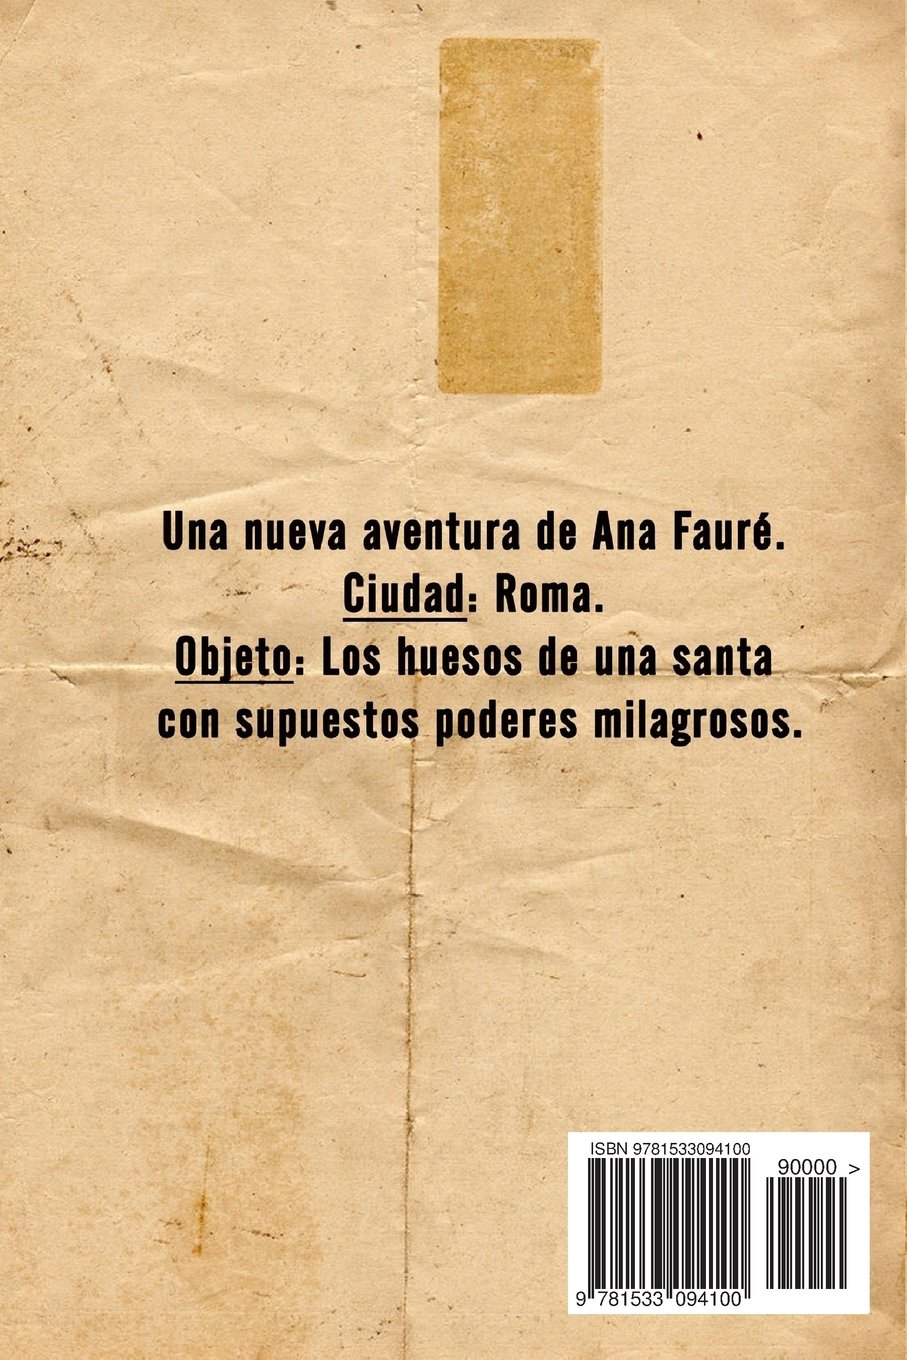 Una nueva aventura de Ana Fauré.
Ciudad: Roma.
Objeto: Los huesos de una santa
con supuestos poderes milagrosos.
ISBN 9781533094100
90000 >
9 781533 094100